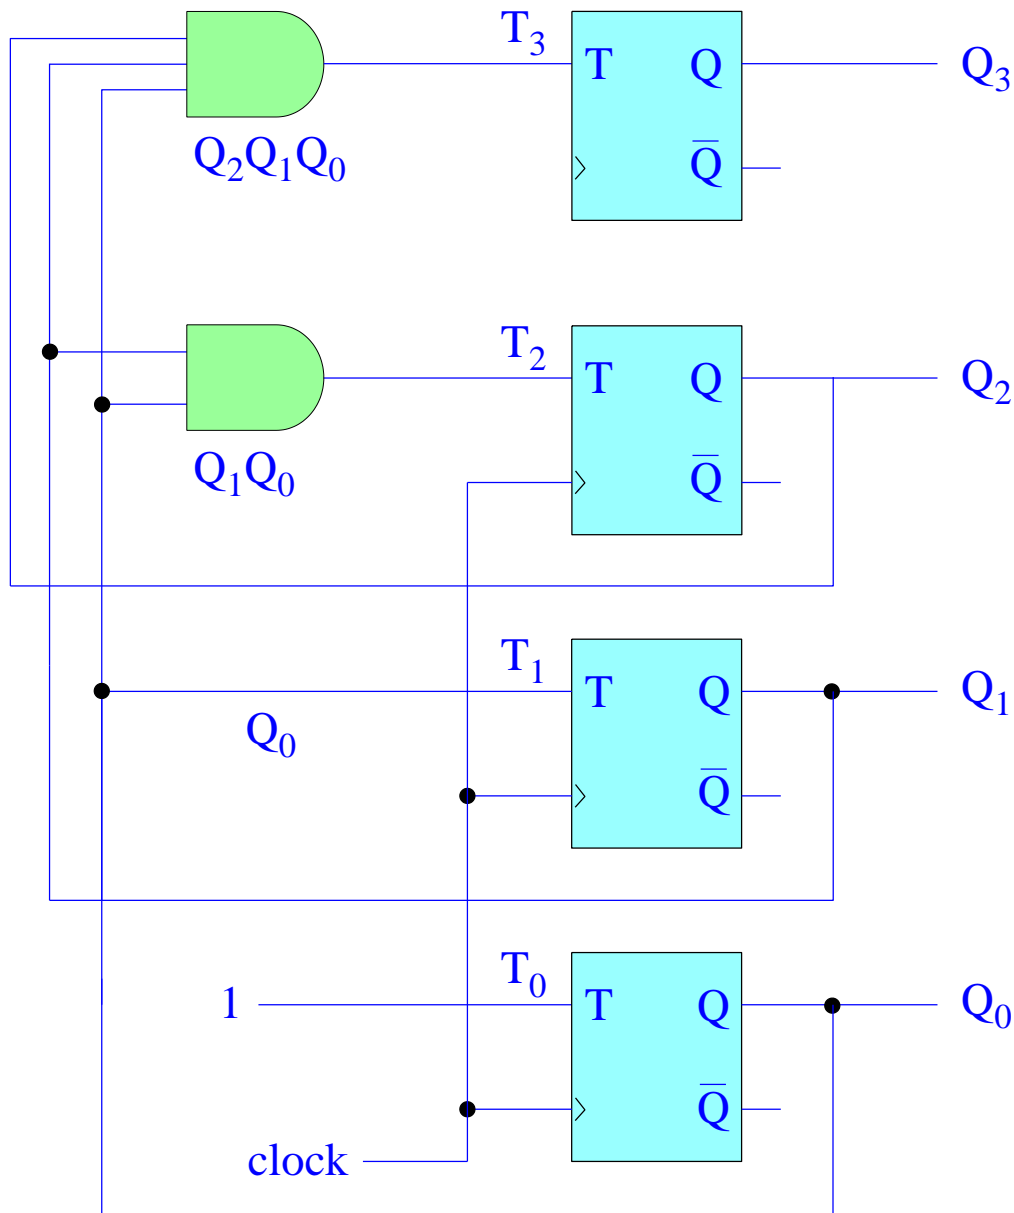 T₃
T Q Q₃
Q̅
Q₂Q₁Q₀
T₂
T Q Q₂
Q̅
Q₁Q₀
T₁
T Q Q₁
Q₀
Q̅
T₀
1 T Q Q₀
Q̅
clock